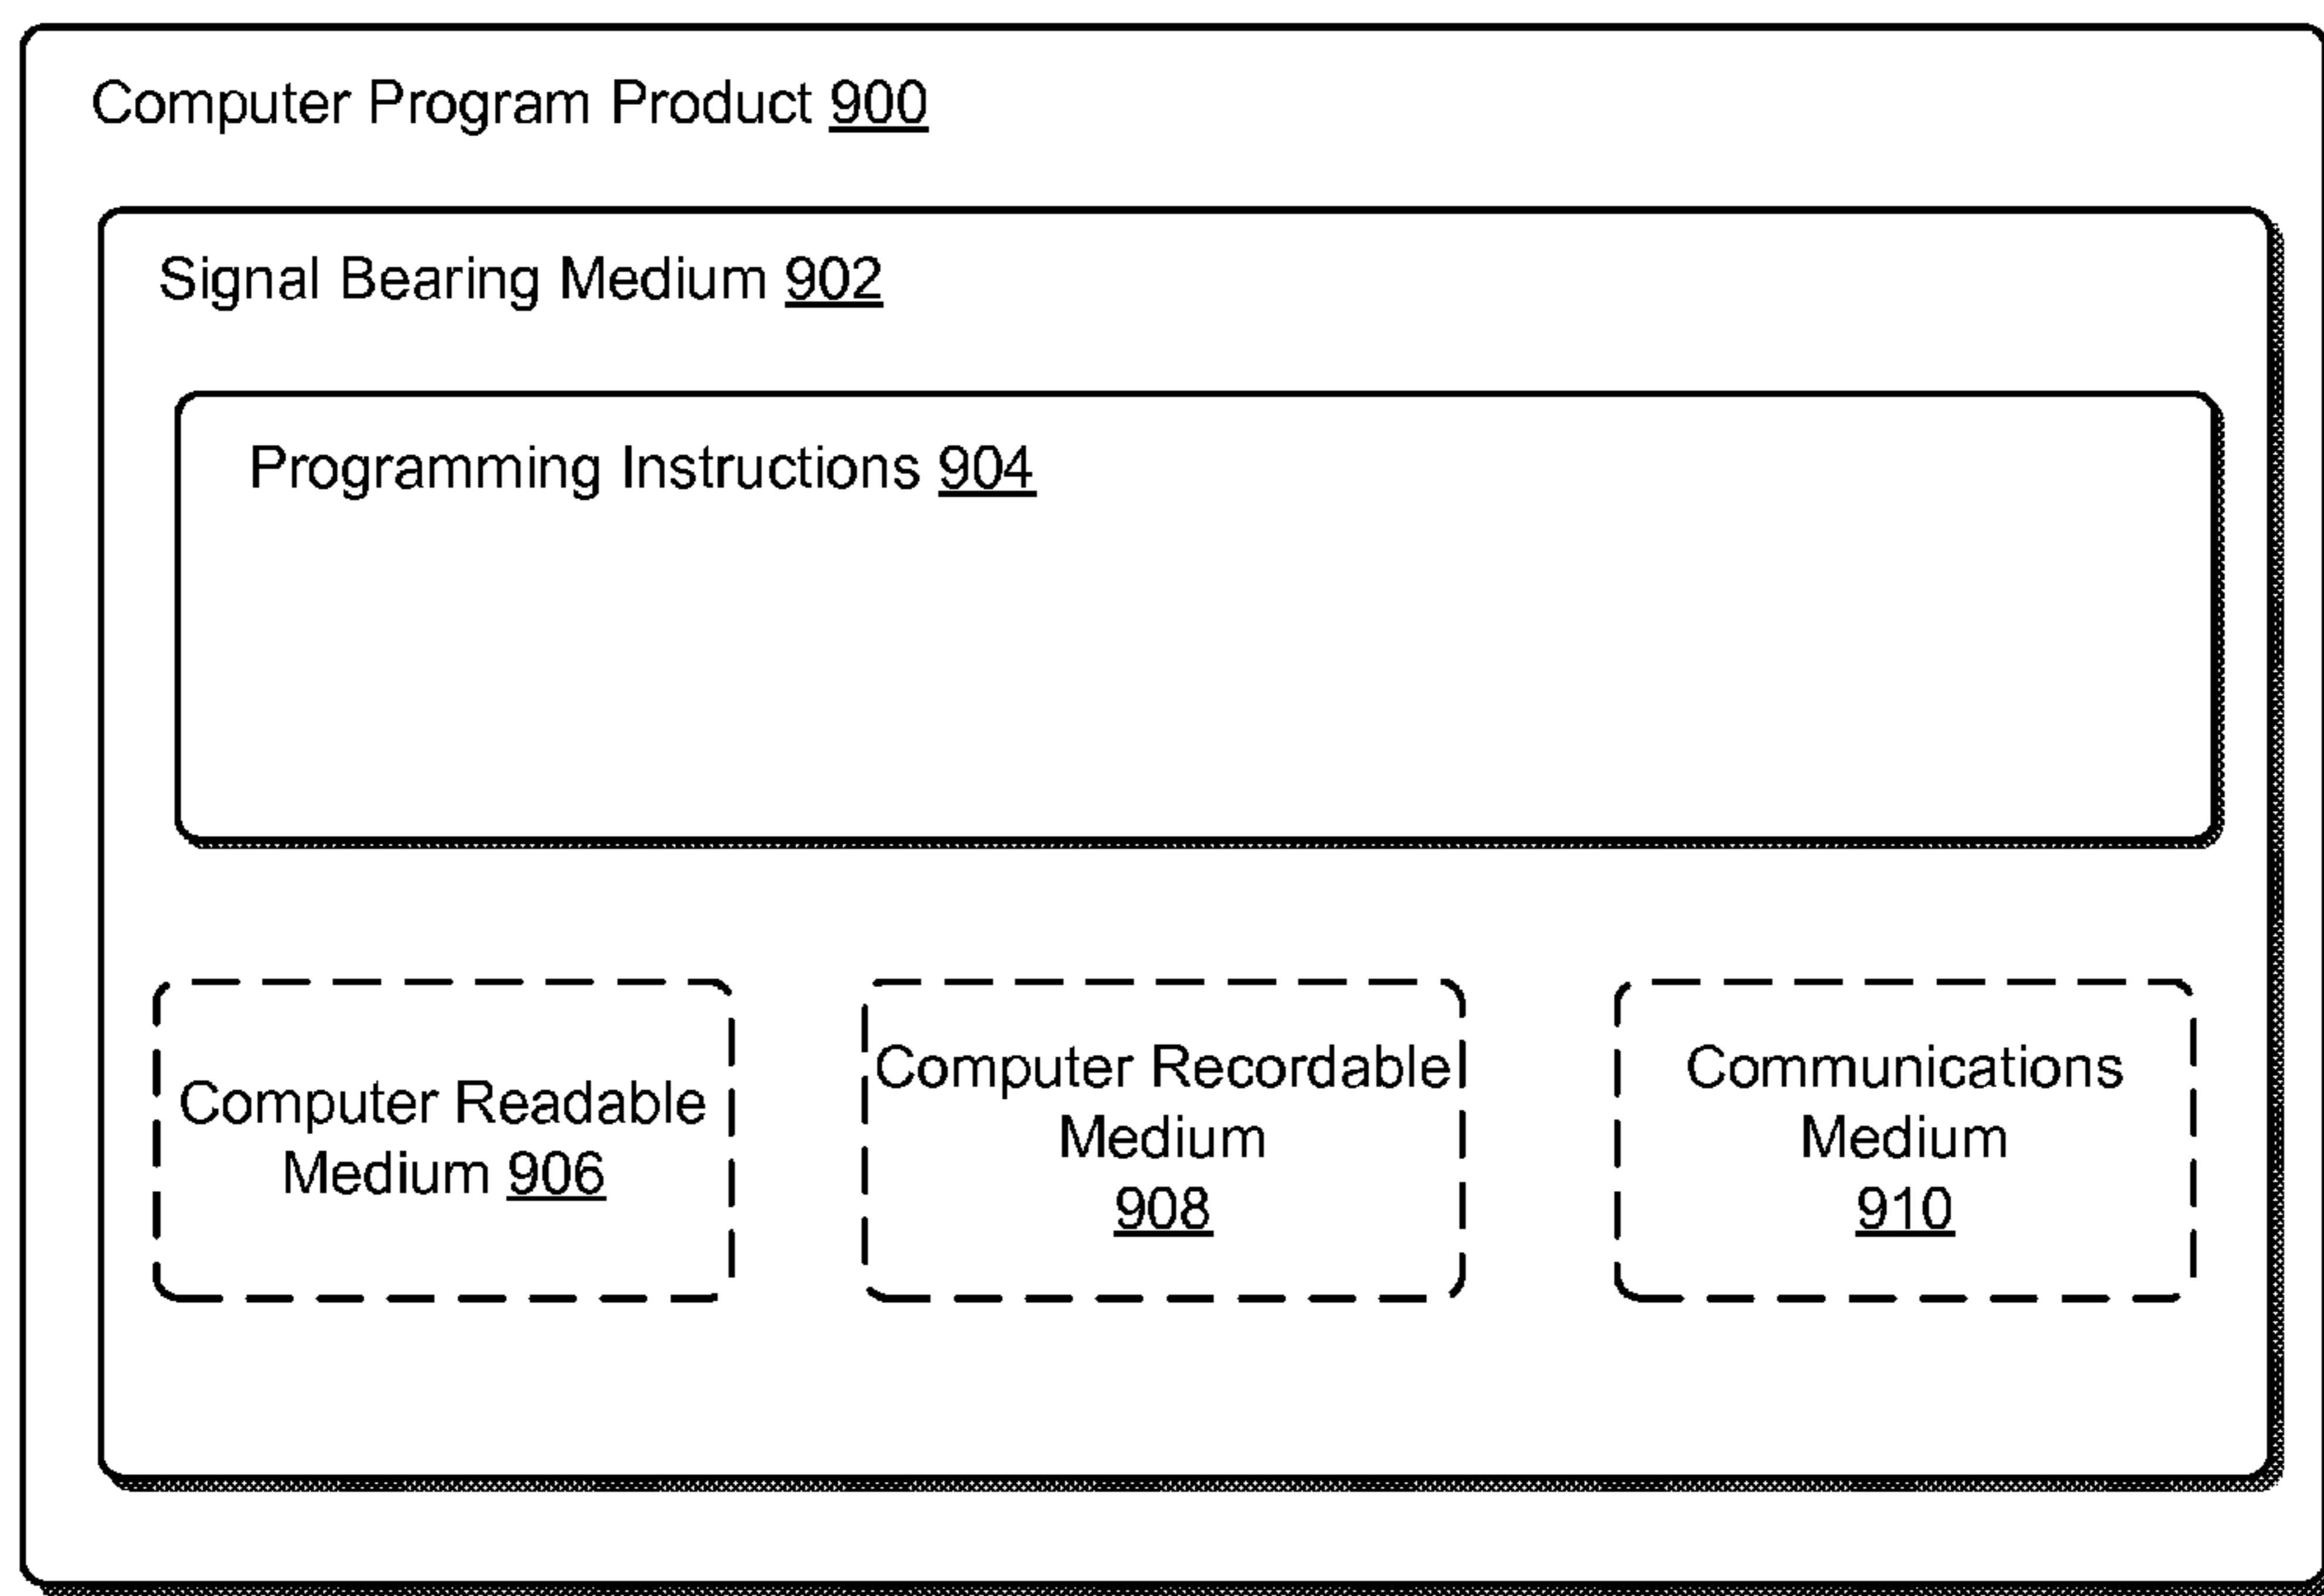 Computer Program Product 900
Signal Bearing Medium 902
Programming Instructions 904
Computer Readable
Medium 906
Computer Recordable
Medium
908
Communications
Medium
910